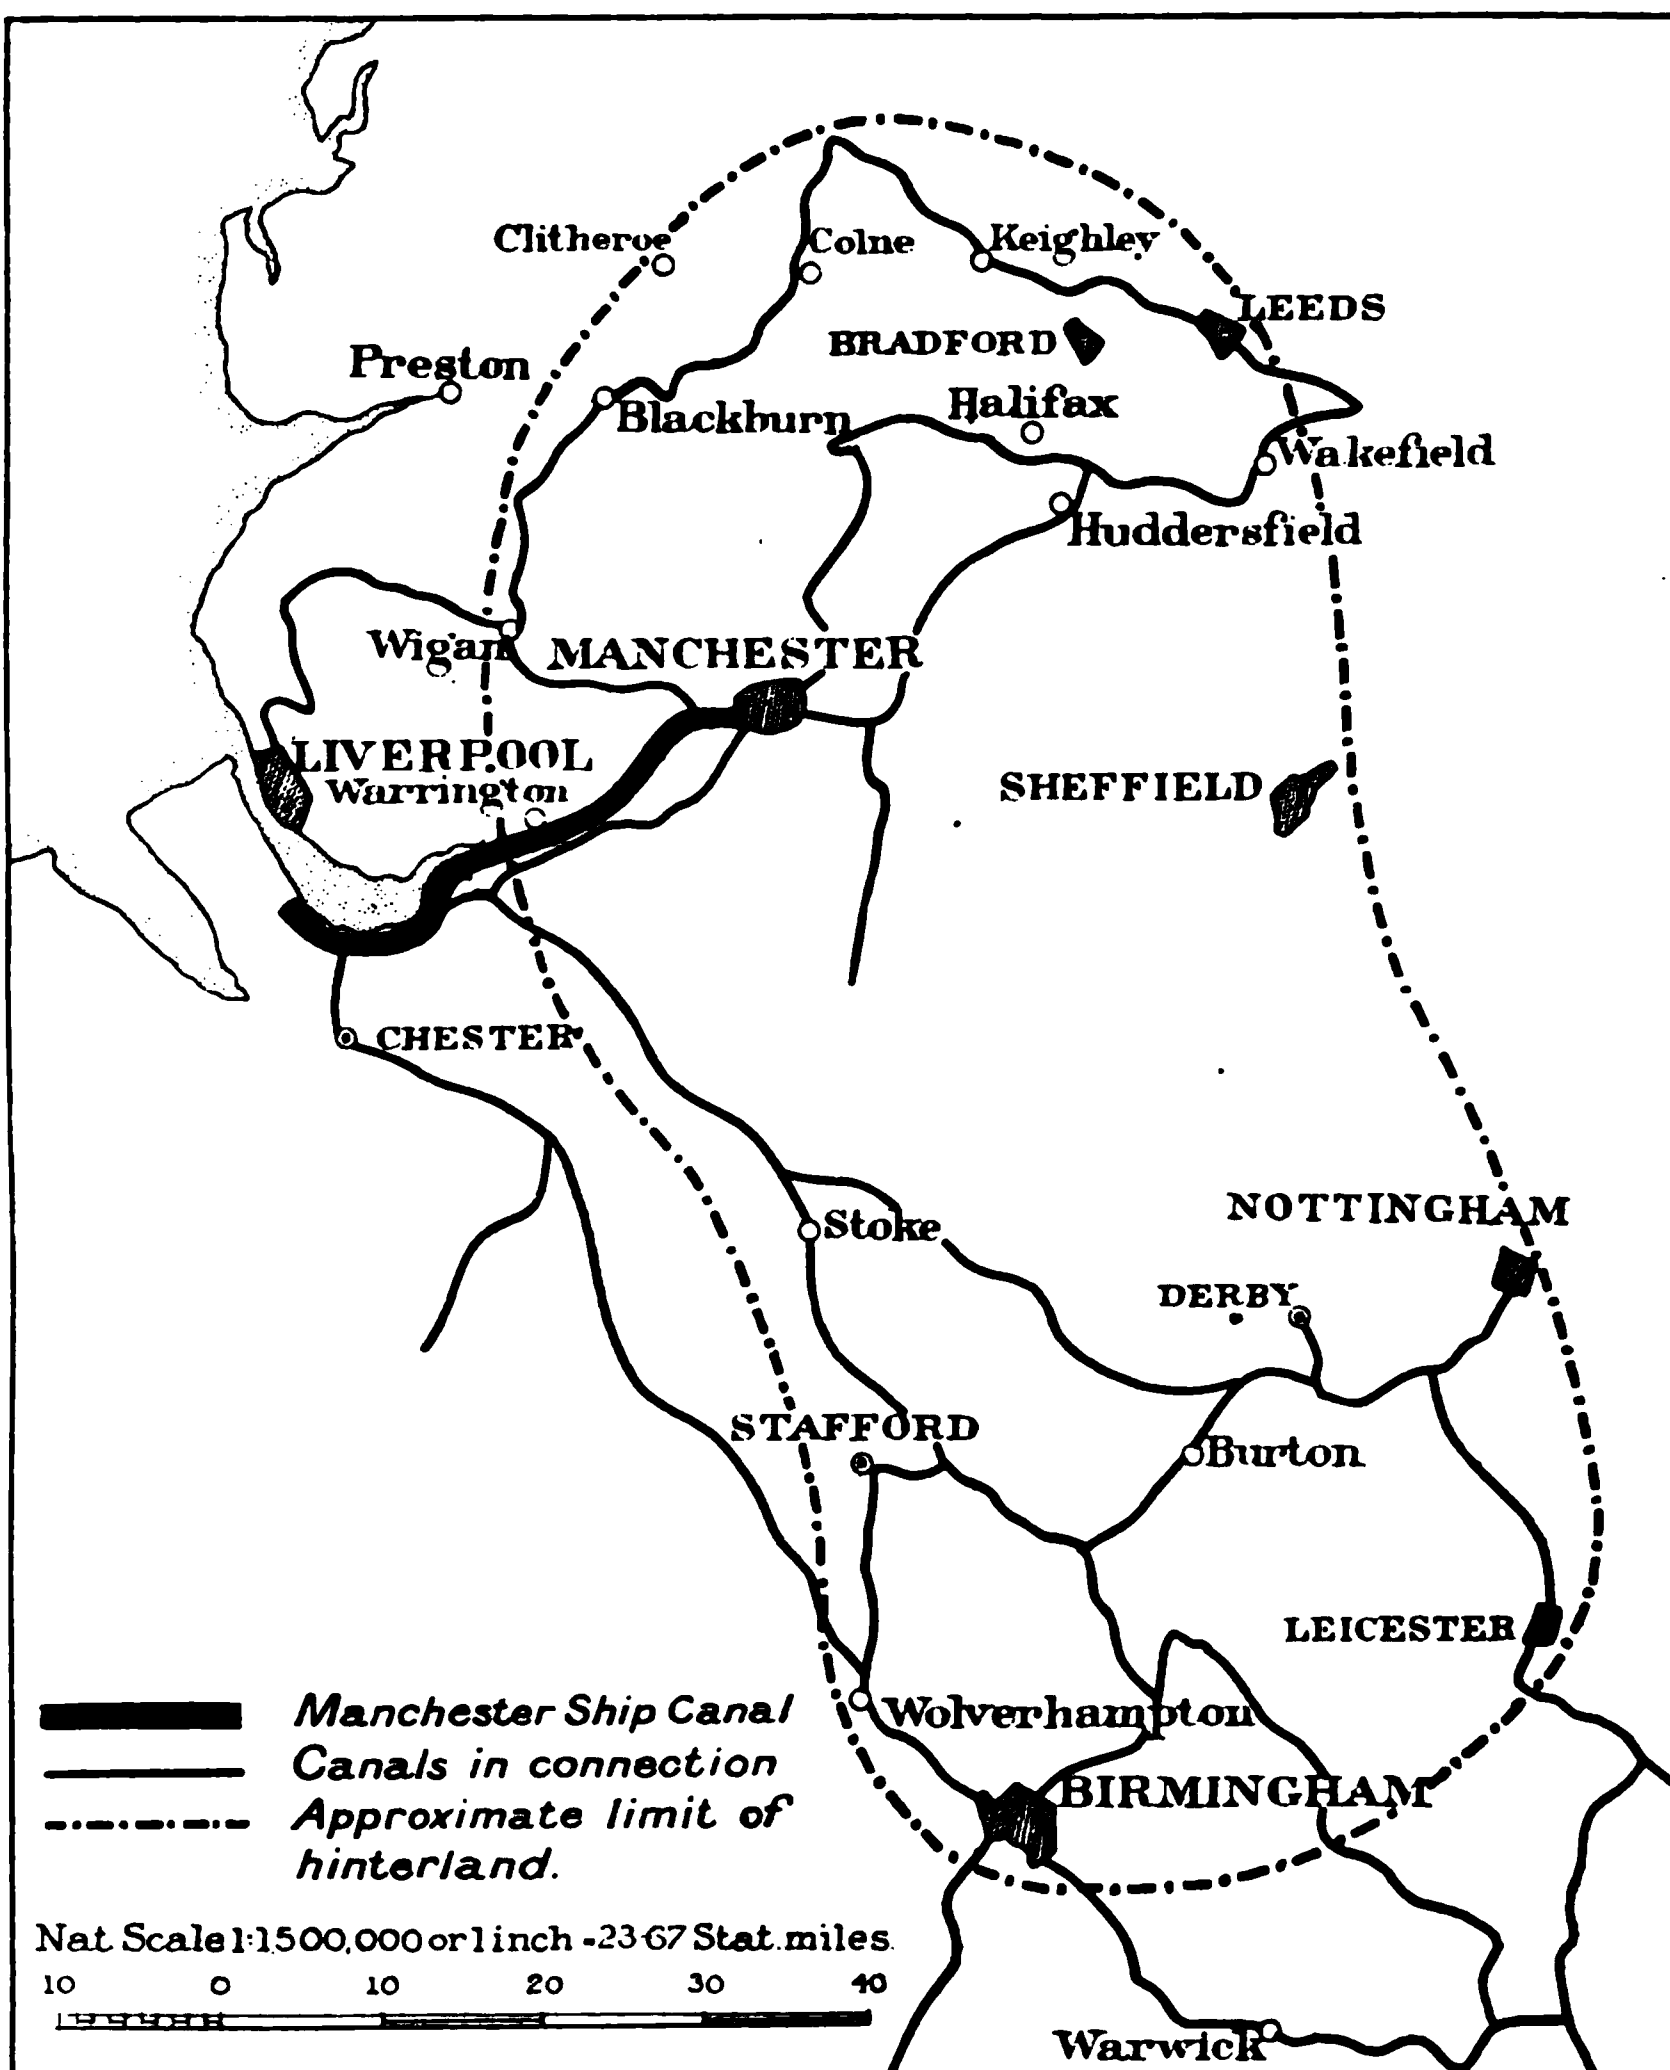 Clitheroe
Colne
Keighley
LEEDS
BRADFORD
Preston
Halifax
Blackburn
Wakefield
Huddersfield
Wigan
MANCHESTER
LIVERPOOL
Warrington
SHEFFIELD
CHESTER
NOTTINGHAM
Stoke
DERBY
STAFFORD
Burton
LEICESTER
Wolverhampton
BIRMINGHAM
Warwick
Manchester Ship Canal
Canals in connection
Approximate limit of
hinterland.
Nat. Scale 1:1,500,000 or 1 inch = 23·67 Stat. miles.
10 0 10 20 30 40